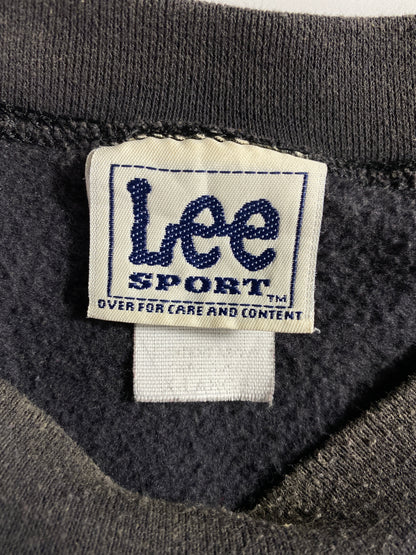 Lee
SPORT
TM
OVER FOR CARE AND CONTENT